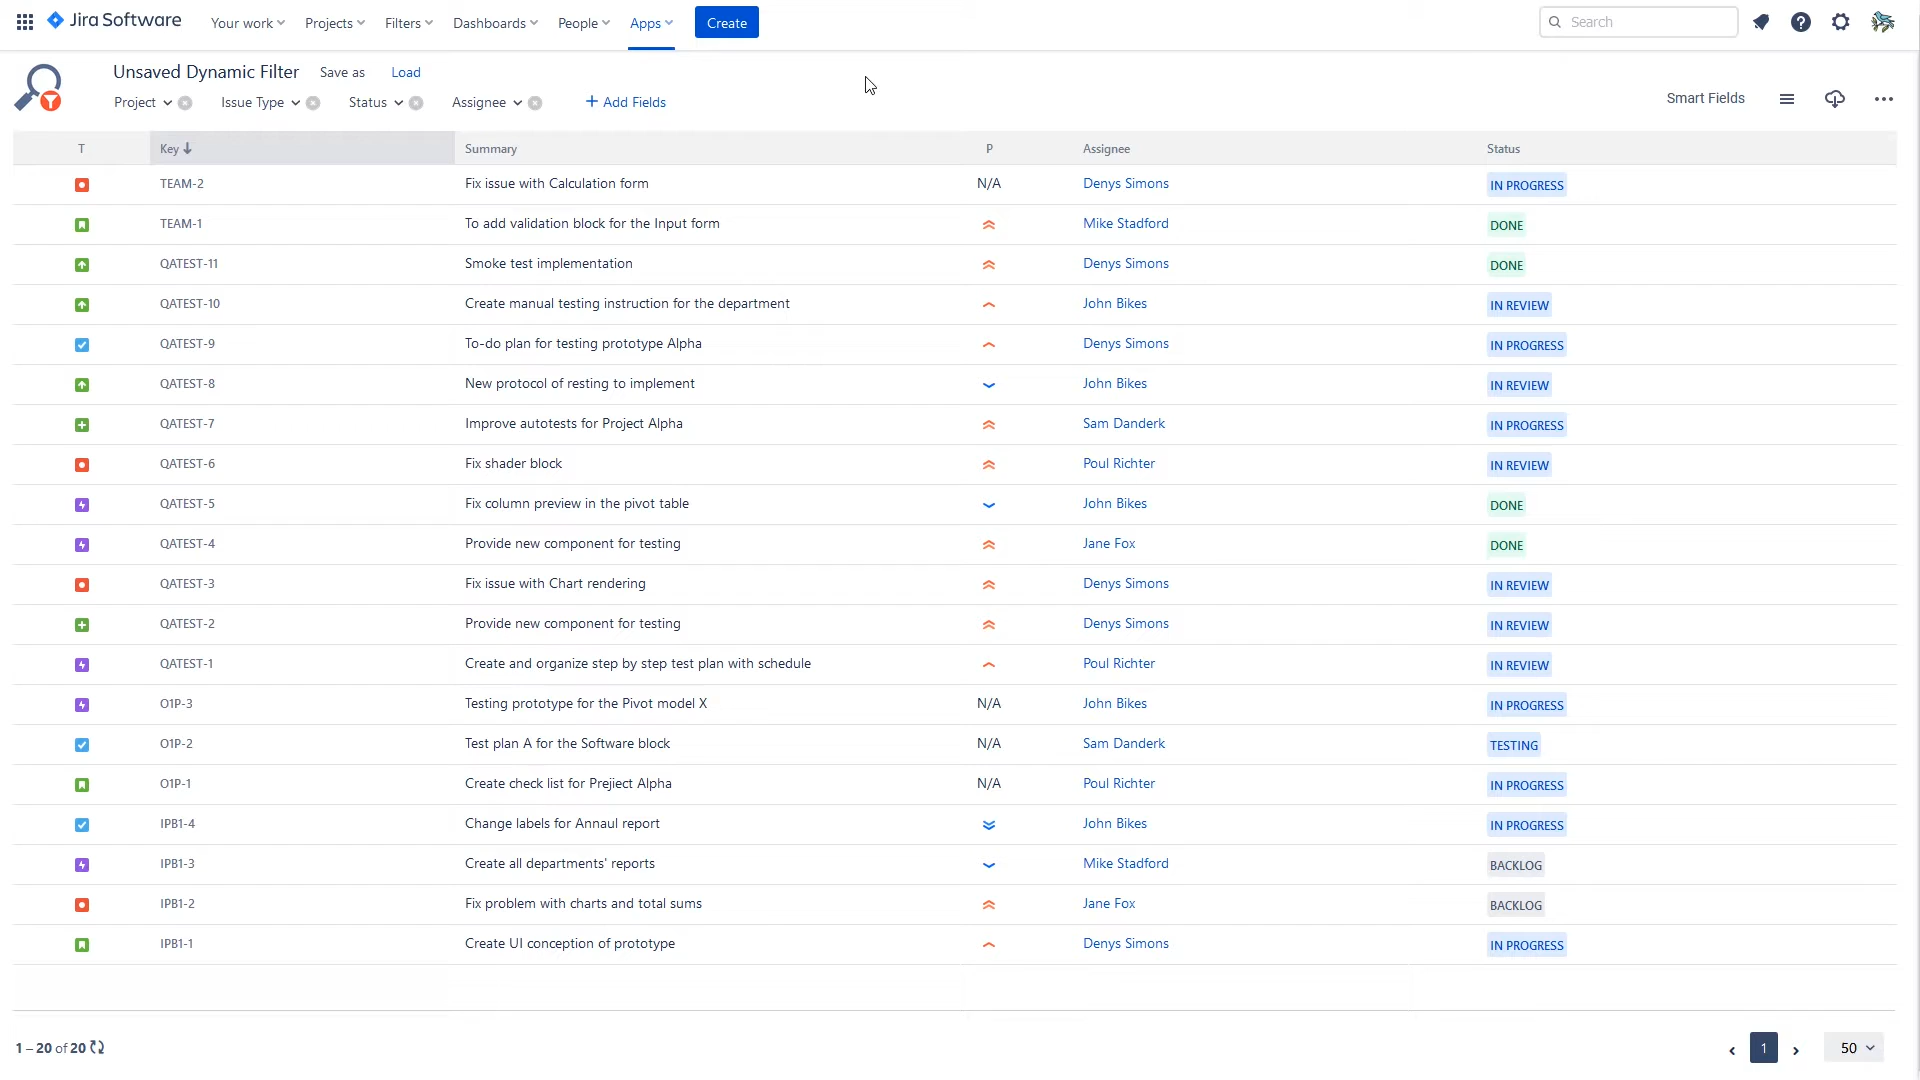 Jira Software Your work Projects Filters Dashboards People Apps Create Search
Unsaved Dynamic Filter Save as Load
Project Issue Type Status Assignee + Add Fields Smart Fields
T Key Summary P Assignee Status
TEAM-2 Fix issue with Calculation form N/A Denys Simons IN PROGRESS
TEAM-1 To add validation block for the Input form Mike Stadford DONE
QATEST-11 Smoke test implementation Denys Simons DONE
QATEST-10 Create manual testing instruction for the department John Bikes IN REVIEW
QATEST-9 To-do plan for testing prototype Alpha Denys Simons IN PROGRESS
QATEST-8 New protocol of resting to implement John Bikes IN REVIEW
QATEST-7 Improve autotests for Project Alpha Sam Danderk IN PROGRESS
QATEST-6 Fix shader block Poul Richter IN REVIEW
QATEST-5 Fix column preview in the pivot table John Bikes DONE
QATEST-4 Provide new component for testing Jane Fox DONE
QATEST-3 Fix issue with Chart rendering Denys Simons IN REVIEW
QATEST-2 Provide new component for testing Denys Simons IN REVIEW
QATEST-1 Create and organize step by step test plan with schedule Poul Richter IN REVIEW
O1P-3 Testing prototype for the Pivot model X N/A John Bikes IN PROGRESS
O1P-2 Test plan A for the Software block N/A Sam Danderk TESTING
O1P-1 Create check list for Preject Alpha N/A Poul Richter IN PROGRESS
IPB1-4 Change labels for Annaul report John Bikes IN PROGRESS
IPB1-3 Create all departments' reports Mike Stadford BACKLOG
IPB1-2 Fix problem with charts and total sums Jane Fox BACKLOG
IPB1-1 Create UI conception of prototype Denys Simons IN PROGRESS
1 – 20 of 20 1 50